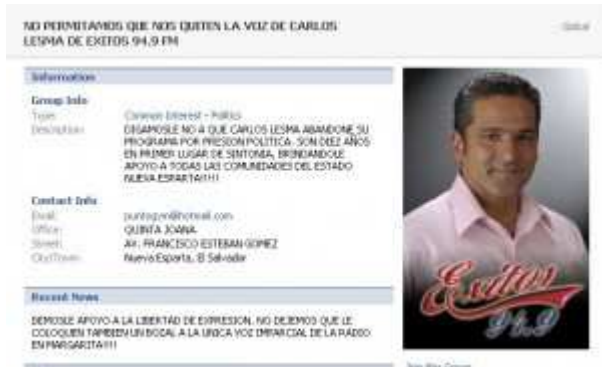 NO PERMITAMOS QUE NOS QUITEN LA VOZ DE CARLOS
LESMA DE EXITOS 94.9 FM
Global
Information
Group Info
Type: Common Interest - Politics
Description: DIGAMOSLE NO A QUE CARLOS LESMA ABANDONE SU
PROGRAMA POR PRESION POLITICA. SON DIEZ AÑOS
EN PRIMER LUGAR DE SINTONIA, BRINDANDOLE
APOYO A TODAS LAS COMUNIDADES DEL ESTADO
NUEVA ESPARTA!!!!!
Contact Info
Email:
Office: QUINTA JOANA
Street: AV. FRANCISCO ESTEBAN GOMEZ
City/Town: Nueva Esparta, El Salvador
Recent News
DEMOSLE APOYO A LA LIBERTAD DE EXPRESION. NO DEJEMOS QUE LE
COLOQUEN TAMBIEN UN BOZAL A LA UNICA VOZ IMPARCIAL DE LA RADIO
EN MARGARITA!!!!
Exitos
94.9